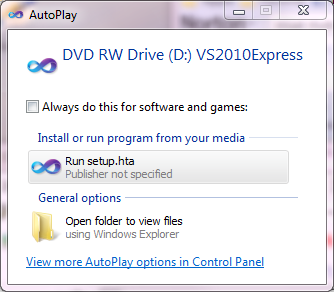 AutoPlay
DVD RW Drive (D:) VS2010Express
Always do this for software and games:
Install or run program from your media
Run setup.hta
Publisher not specified
General options
Open folder to view files
using Windows Explorer
View more AutoPlay options in Control Panel